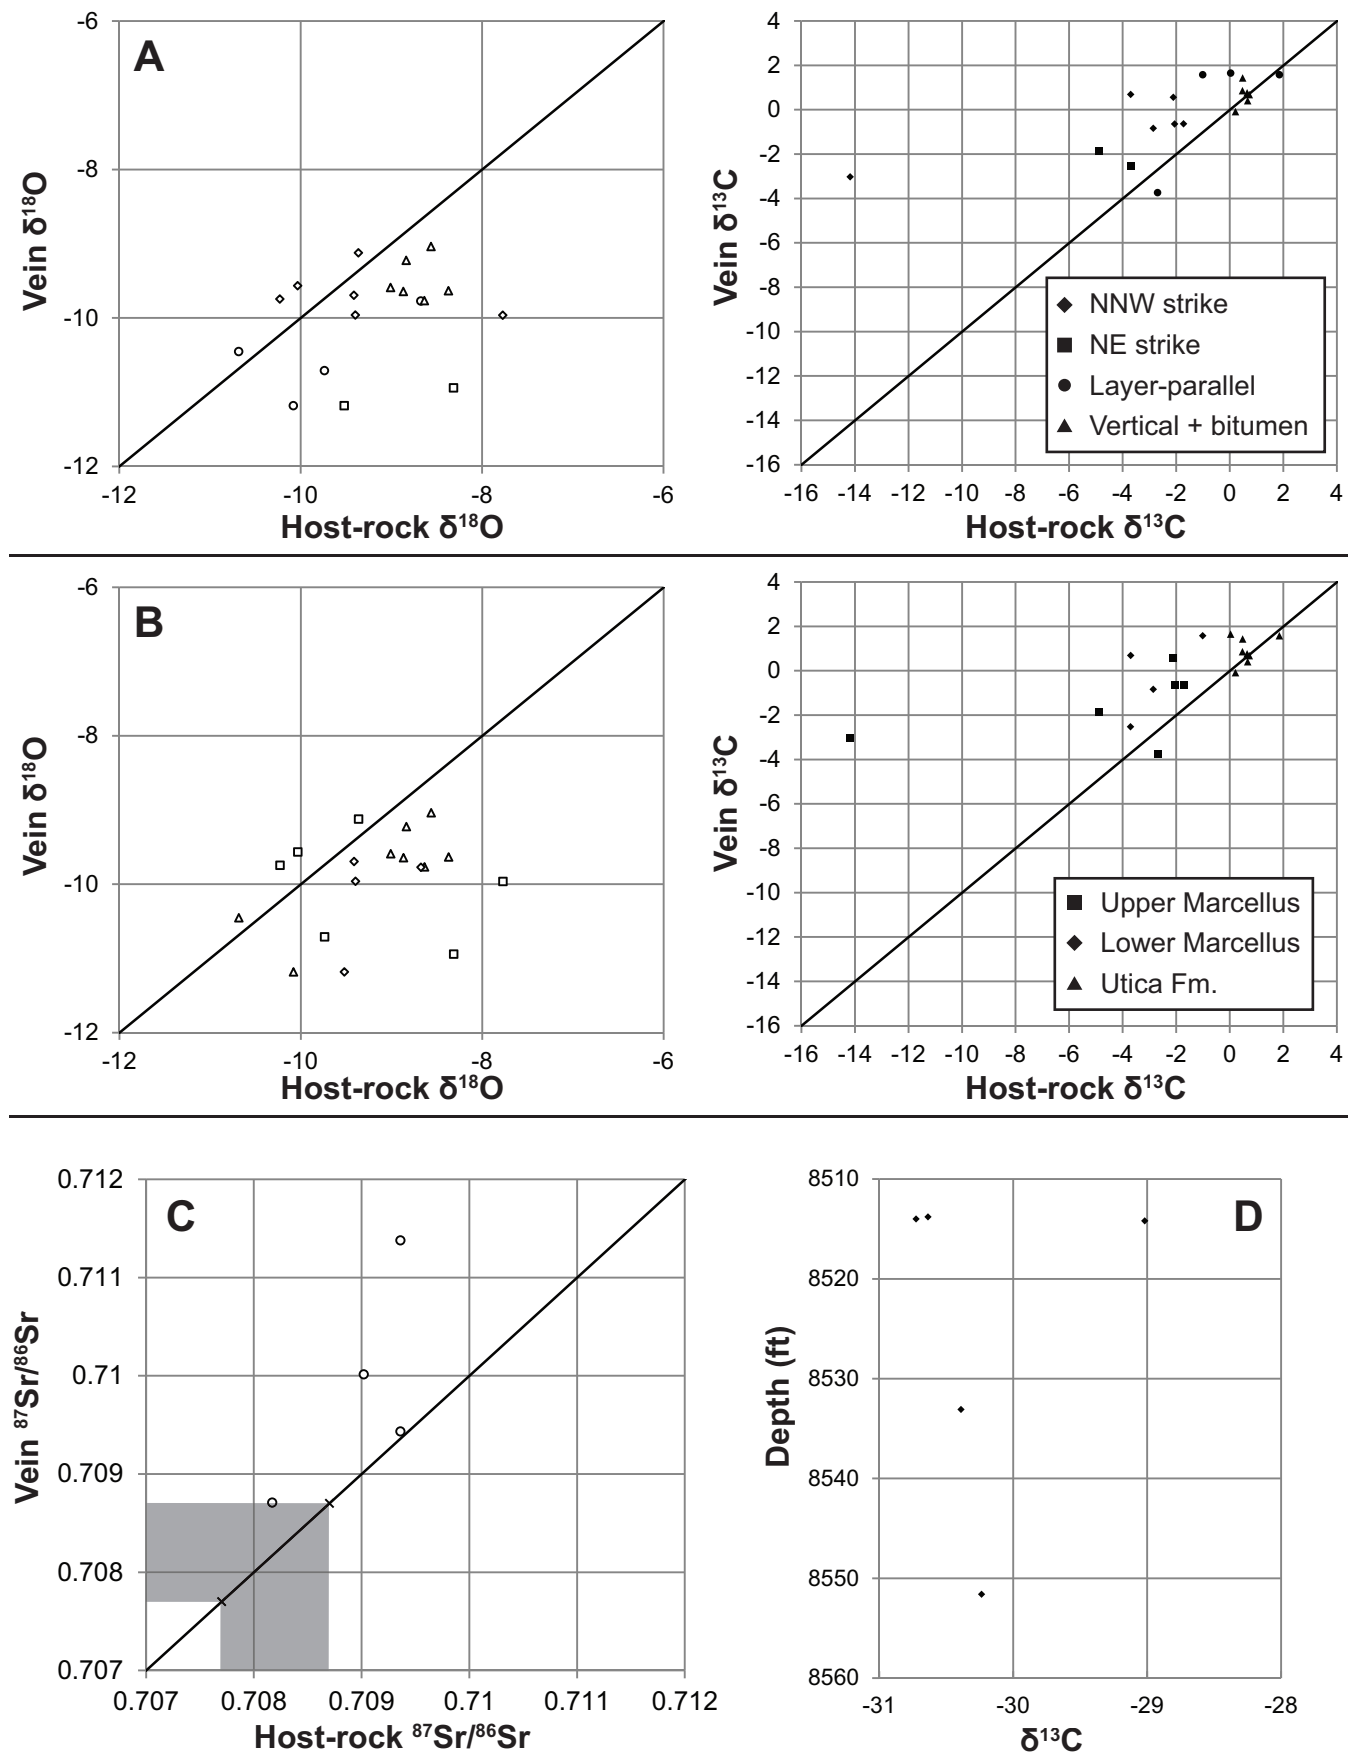 A
-6
-8
-10
-12
-12 -10 -8 -6
Vein δ¹⁸O
Host-rock δ¹⁸O
4
2
0
-2
-4
-6
-8
-10
-12
-14
-16
-16 -14 -12 -10 -8 -6 -4 -2 0 2 4
Vein δ¹³C
Host-rock δ¹³C
NNW strike
NE strike
Layer-parallel
Vertical + bitumen
B
-6
-8
-10
-12
-12 -10 -8 -6
Vein δ¹⁸O
Host-rock δ¹⁸O
4
2
0
-2
-4
-6
-8
-10
-12
-14
-16
-16 -14 -12 -10 -8 -6 -4 -2 0 2 4
Vein δ¹³C
Host-rock δ¹³C
Upper Marcellus
Lower Marcellus
Utica Fm.
C
0.712
0.711
0.71
0.709
0.708
0.707
0.707 0.708 0.709 0.71 0.711 0.712
Vein ⁸⁷Sr/⁸⁶Sr
Host-rock ⁸⁷Sr/⁸⁶Sr
D
8510
8520
8530
8540
8550
8560
-31 -30 -29 -28
Depth (ft)
δ¹³C